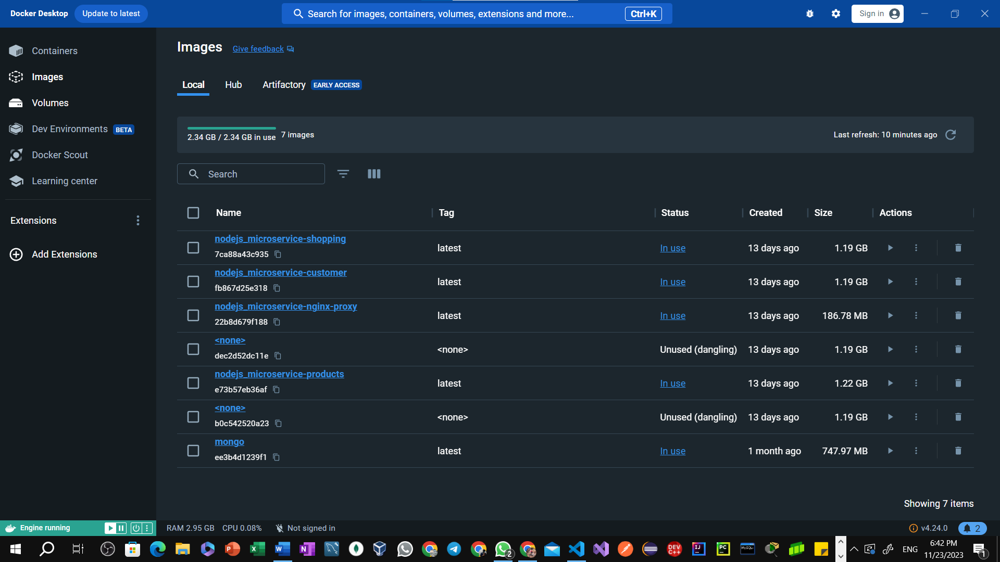 Docker Desktop
Update to latest
Search for images, containers, volumes, extensions and more...
Ctrl+K
Sign in
Containers
Images
Volumes
Dev Environments BETA
Docker Scout
Learning center
Extensions
Add Extensions
Images
Give feedback
Local
Hub
Artifactory EARLY ACCESS
2.34 GB / 2.34 GB in use
7 images
Last refresh: 10 minutes ago
Search
Name Tag Status Created Size Actions
nodejs_microservice-shopping
7ca88a43c935
latest In use 13 days ago 1.19 GB
nodejs_microservice-customer
fb867d25e318
latest In use 13 days ago 1.19 GB
nodejs_microservice-nginx-proxy
22b8d679f188
latest In use 13 days ago 186.78 MB
<none>
dec2d52dc11e
<none> Unused (dangling) 13 days ago 1.19 GB
nodejs_microservice-products
e73b57eb36af
latest In use 13 days ago 1.22 GB
<none>
b0c542520a23
<none> Unused (dangling) 13 days ago 1.19 GB
mongo
ee3b4d1239f1
latest In use 1 month ago 747.97 MB
Showing 7 items
Engine running
RAM 2.95 GB CPU 0.08%
Not signed in
v4.24.0
2
P
X
W
N
2
DEV C++
IJ
PC
MySQL
ENG
6:42 PM
11/23/2023
1